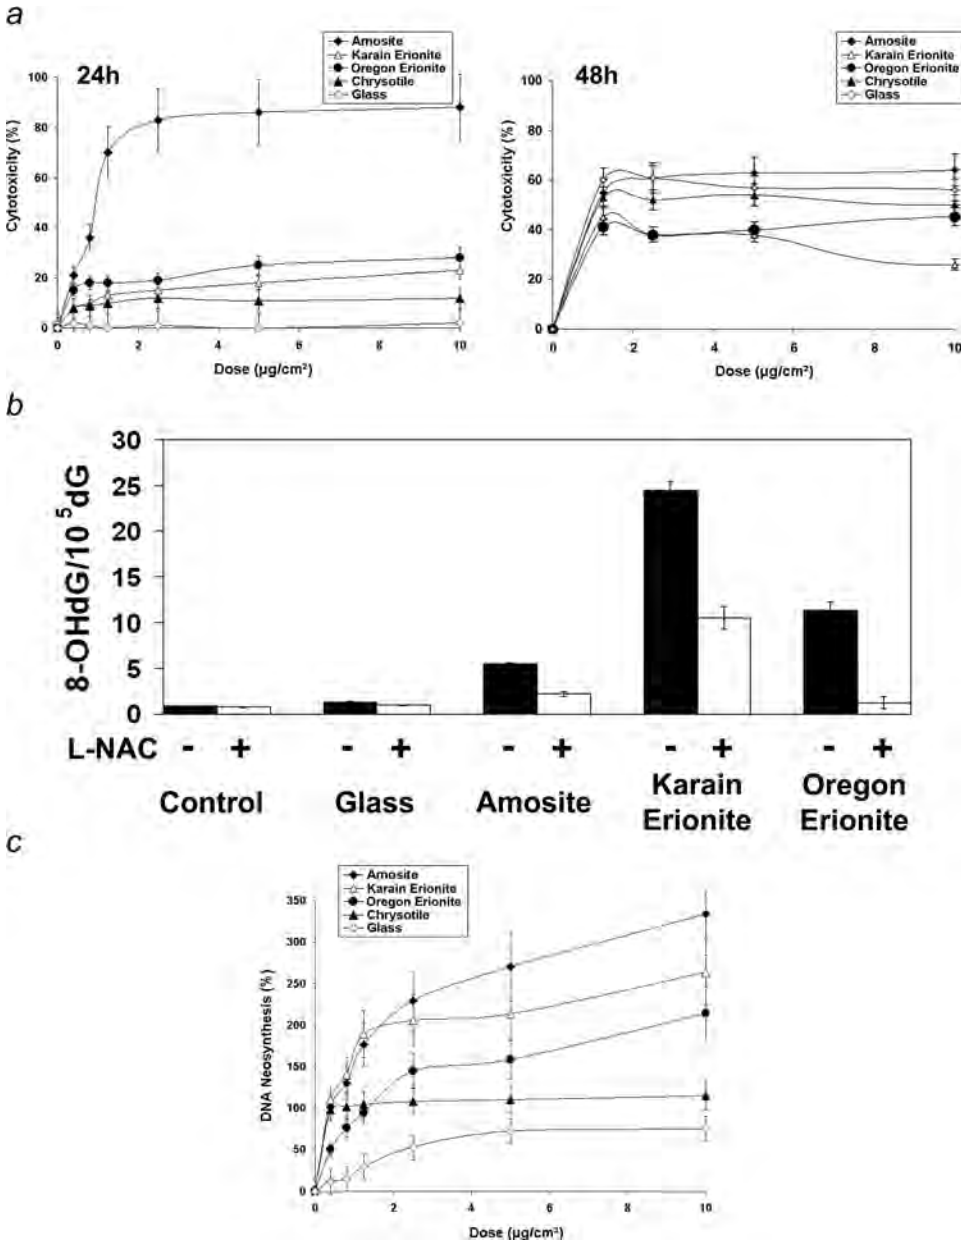 a
24h
Amosite
Karain Erionite
Oregon Erionite
Chrysotile
Glass
Cytotoxicity (%)
100
80
60
40
20
0
0 2 4 6 8 10
Dose (µg/cm²)
48h
Amosite
Karain Erionite
Oregon Erionite
Chrysotile
Glass
Cytotoxicity (%)
100
80
60
40
20
0
0 2 4 6 8 10
Dose (µg/cm²)
b
8-OHdG/10 ⁵dG
30
25
20
15
10
5
0
L-NAC - + - + - + - + - +
Control Glass Amosite Karain Erionite Oregon Erionite
c
Amosite
Karain Erionite
Oregon Erionite
Chrysotile
Glass
DNA Neosynthesis (%)
350
300
250
200
150
100
50
0
0 2 4 6 8 10
Dose (µg/cm²)